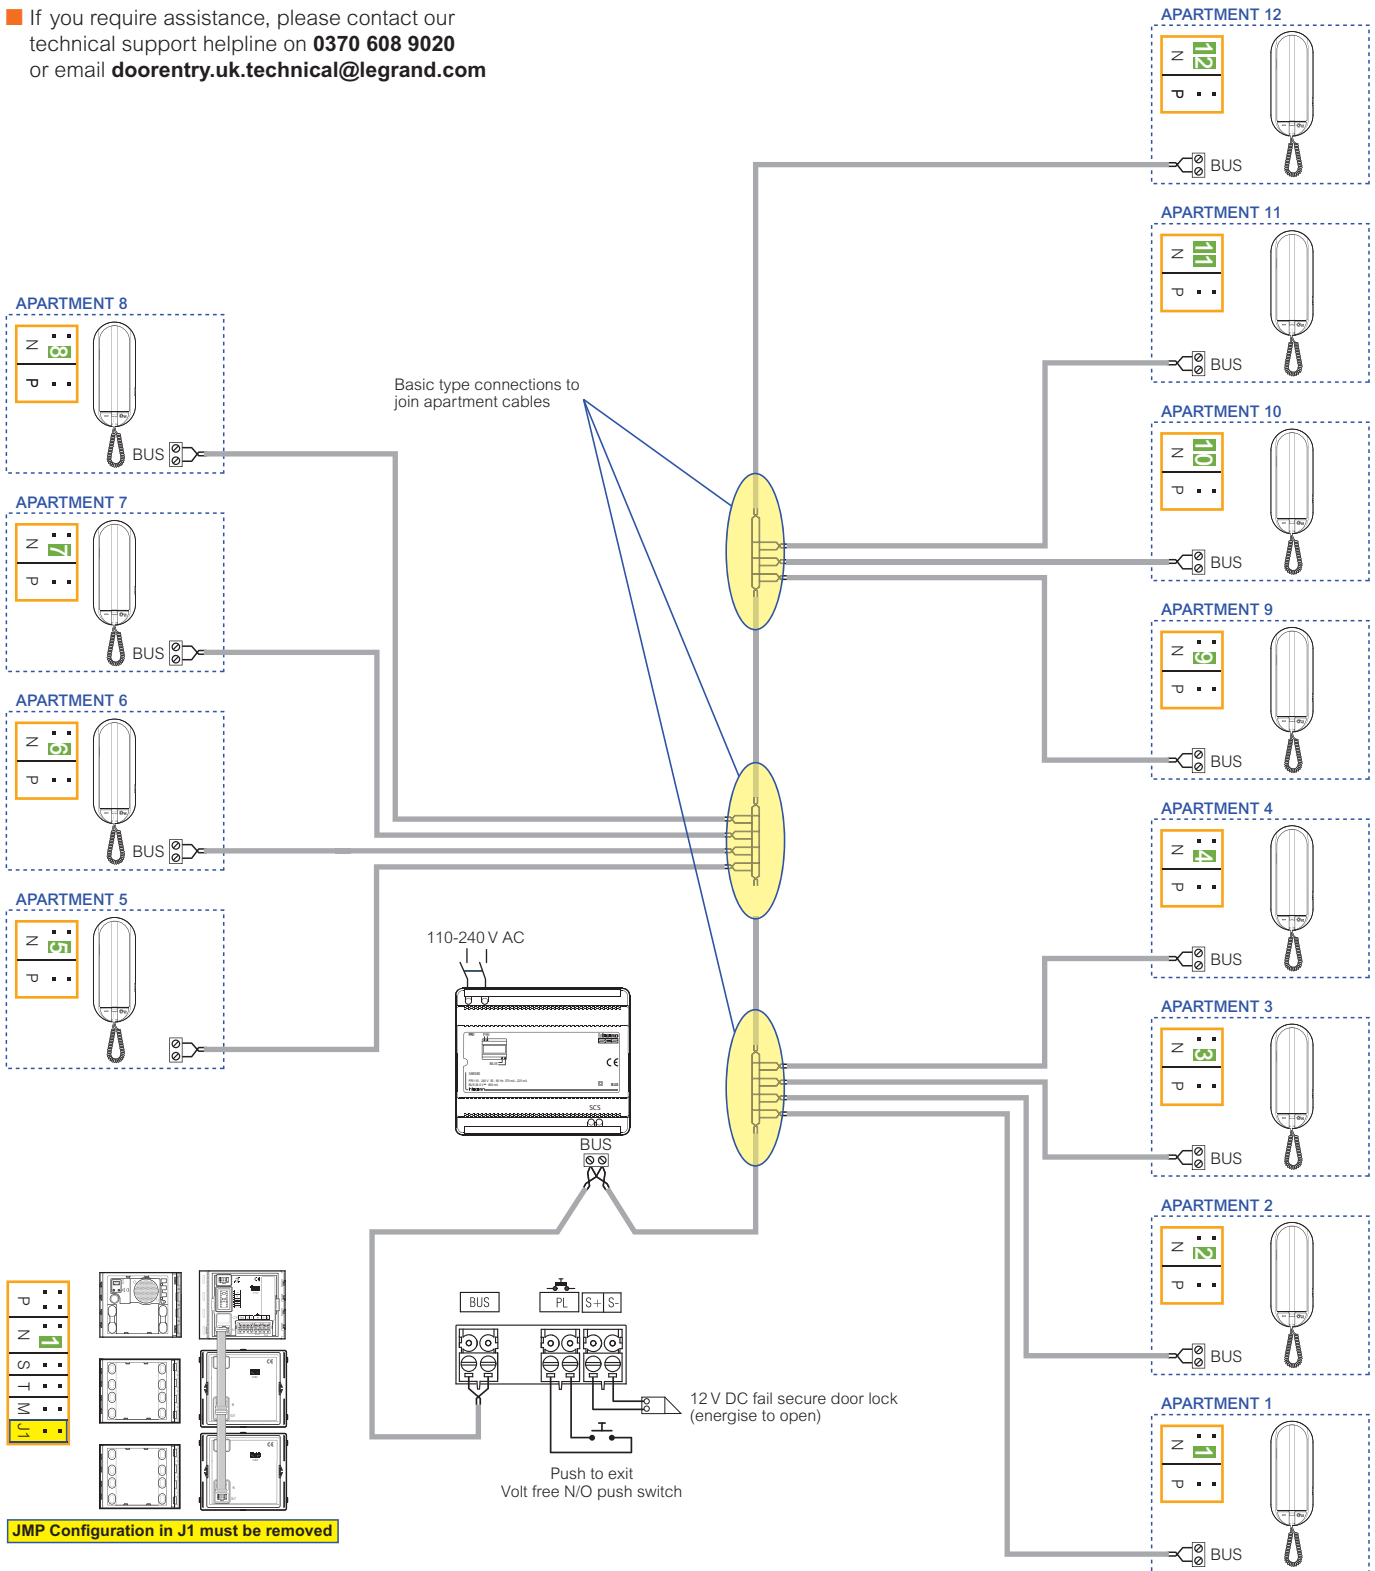 If you require assistance, please contact our
technical support helpline on 0370 608 9020
or email doorentry.uk.technical@legrand.com
APARTMENT 12
N 12
P
BUS
APARTMENT 11
N 11
P
BUS
APARTMENT 10
N 10
P
BUS
APARTMENT 9
N 9
P
BUS
APARTMENT 8
N 8
P
BUS
APARTMENT 7
N 7
P
BUS
APARTMENT 6
N 6
P
BUS
APARTMENT 5
N 5
P
Basic type connections to
join apartment cables
APARTMENT 4
N 4
P
BUS
APARTMENT 3
N 3
P
BUS
APARTMENT 2
N 2
P
BUS
APARTMENT 1
N 1
P
BUS
110-240 V AC
CE
SCS
BUS
BUS
PL
S+
S-
12 V DC fail secure door lock
(energise to open)
Push to exit
Volt free N/O push switch
P
N 1
S
T
M
J1
JMP Configuration in J1 must be removed